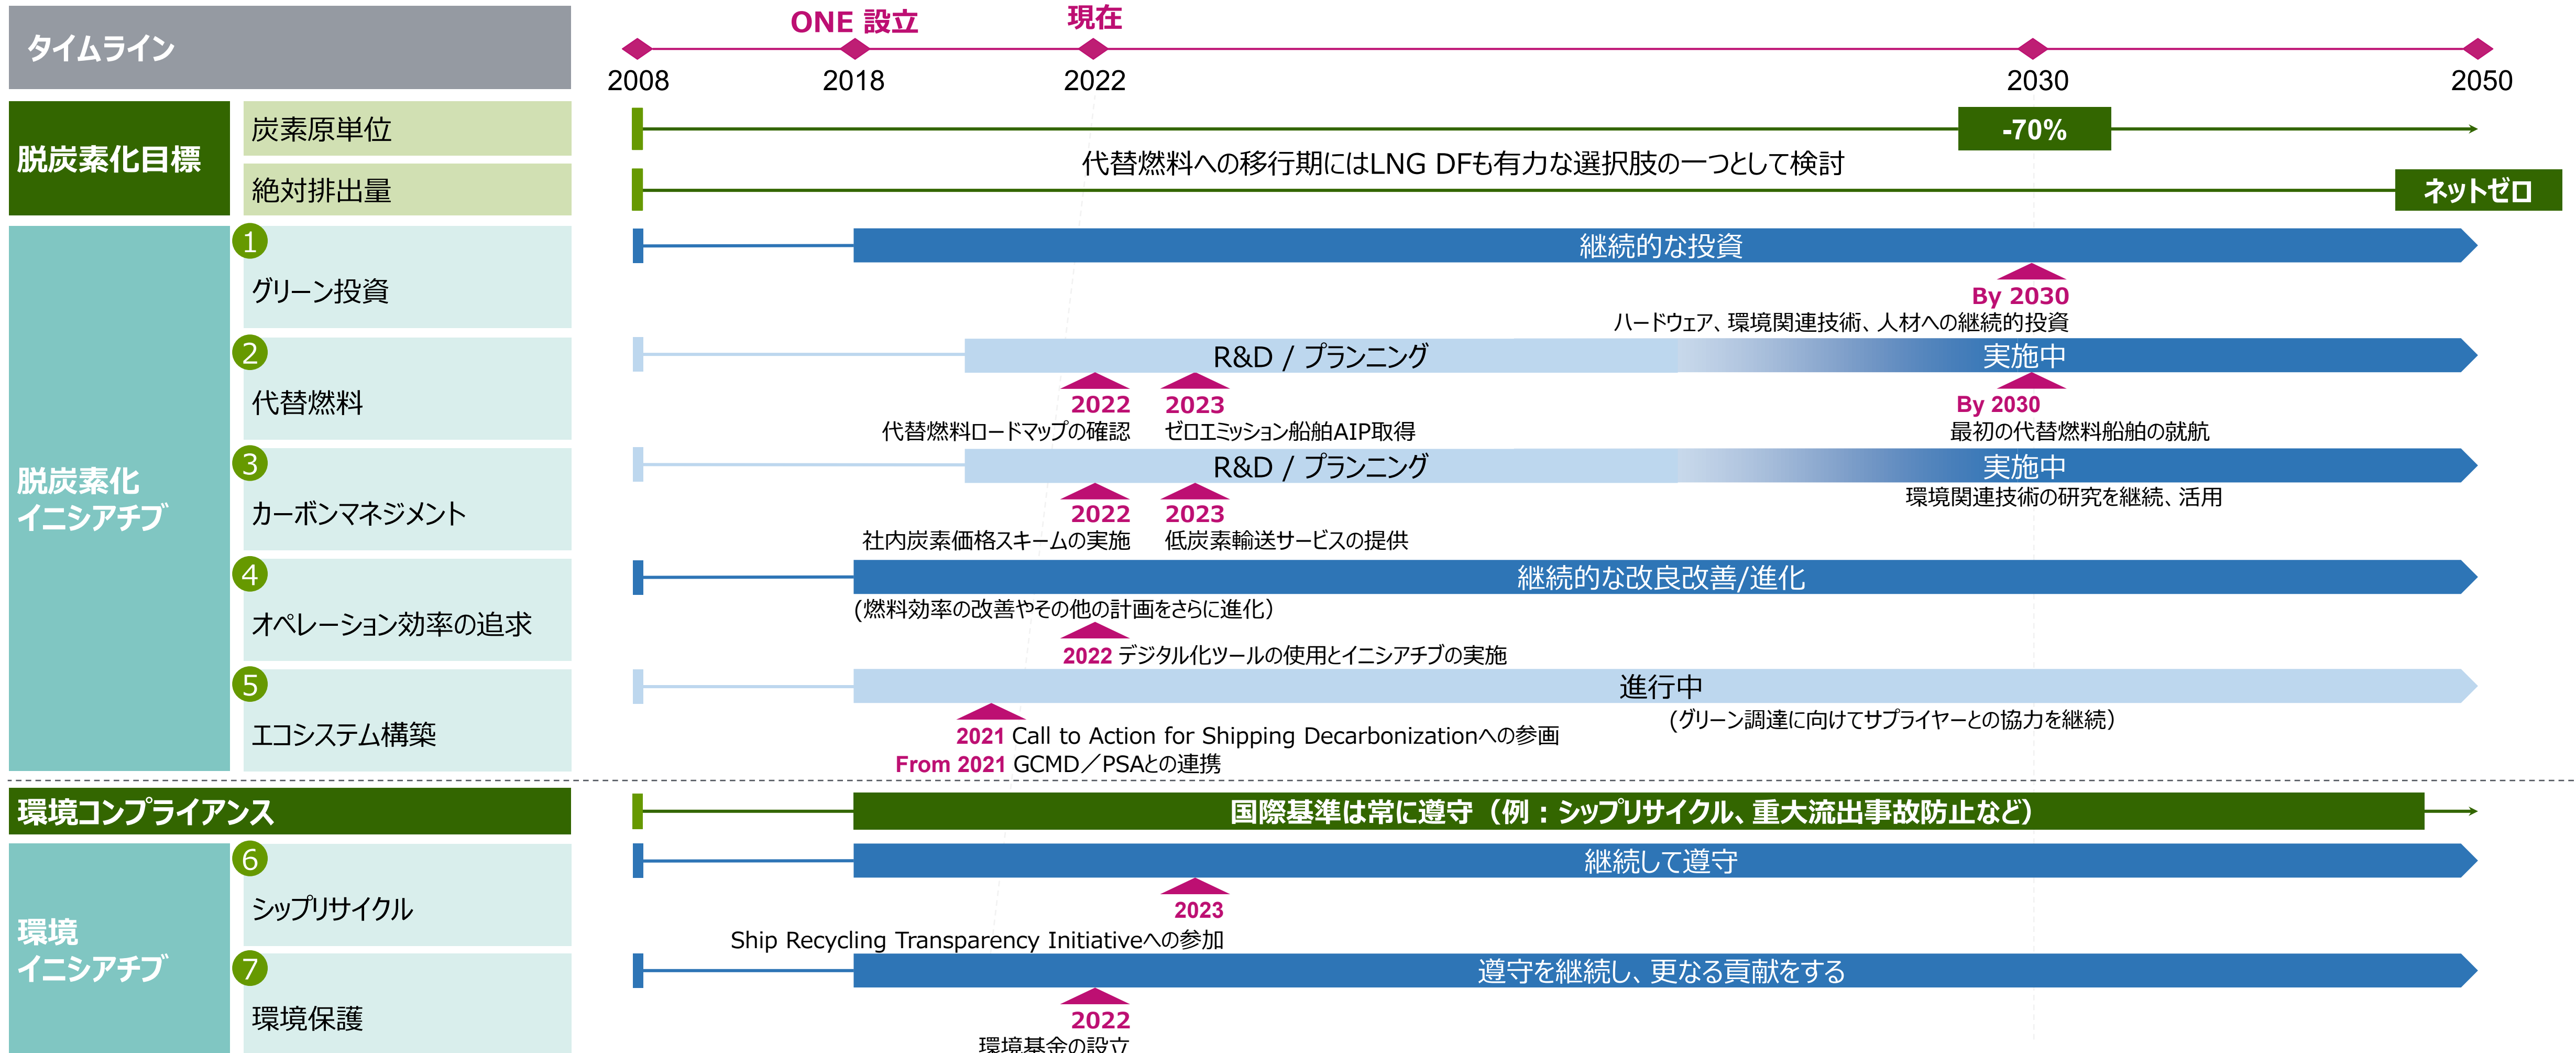 タイムライン
ONE 設立
現在
2008
2018
2022
2030
2050
脱炭素化目標
炭素原単位
-70%
代替燃料への移行期にはLNG DFも有力な選択肢の一つとして検討
絶対排出量
ネットゼロ
脱炭素化
イニシアチブ
1
グリーン投資
継続的な投資
By 2030
ハードウェア、環境関連技術、人材への継続的投資
2
代替燃料
R&D / プランニング
実施中
2022
代替燃料ロードマップの確認
2023
ゼロエミッション船舶AIP取得
By 2030
最初の代替燃料船舶の就航
3
カーボンマネジメント
R&D / プランニング
実施中
環境関連技術の研究を継続、活用
2022
社内炭素価格スキームの実施
2023
低炭素輸送サービスの提供
4
オペレーション効率の追求
継続的な改良改善/進化
(燃料効率の改善やその他の計画をさらに進化）
2022 デジタル化ツールの使用とイニシアチブの実施
5
エコシステム構築
進行中
(グリーン調達に向けてサプライヤーとの協力を継続）
2021 Call to Action for Shipping Decarbonizationへの参画
From 2021 GCMD／PSAとの連携
環境コンプライアンス
国際基準は常に遵守（例：シップリサイクル、重大流出事故防止など）
環境
イニシアチブ
6
シップリサイクル
継続して遵守
2023
Ship Recycling Transparency Initiativeへの参加
7
環境保護
遵守を継続し、更なる貢献をする
2022
環境基金の設立